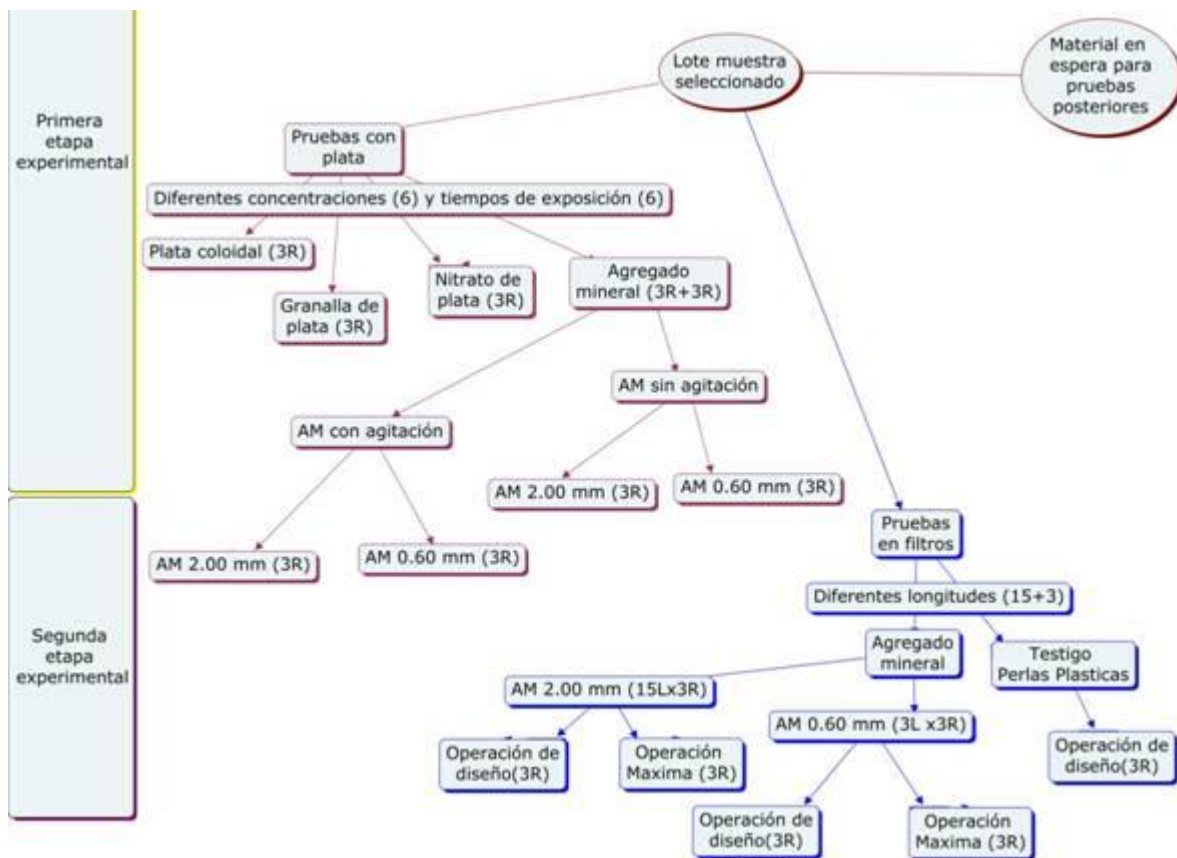 Lote muestra
seleccionado
Material en
espera para
pruebas
posteriores
Primera
etapa
experimental
Pruebas con
plata
Diferentes concentraciones (6) y tiempos de exposición (6)
Plata coloidal (3R)
Granalla de
plata (3R)
Nitrato de
plata (3R)
Agregado
mineral (3R+3R)
AM sin agitación
AM con agitación
AM 2.00 mm (3R)
AM 0.60 mm (3R)
AM 2.00 mm (3R)
AM 0.60 mm (3R)
Segunda
etapa
experimental
Pruebas
en filtros
Diferentes longitudes (15+3)
Agregado
mineral
Testigo
Perlas Plasticas
AM 2.00 mm (15Lx3R)
AM 0.60 mm (3L x3R)
Operación de
diseño(3R)
Operación
Maxima (3R)
Operación de
diseño(3R)
Operación de
diseño(3R)
Operación
Maxima (3R)